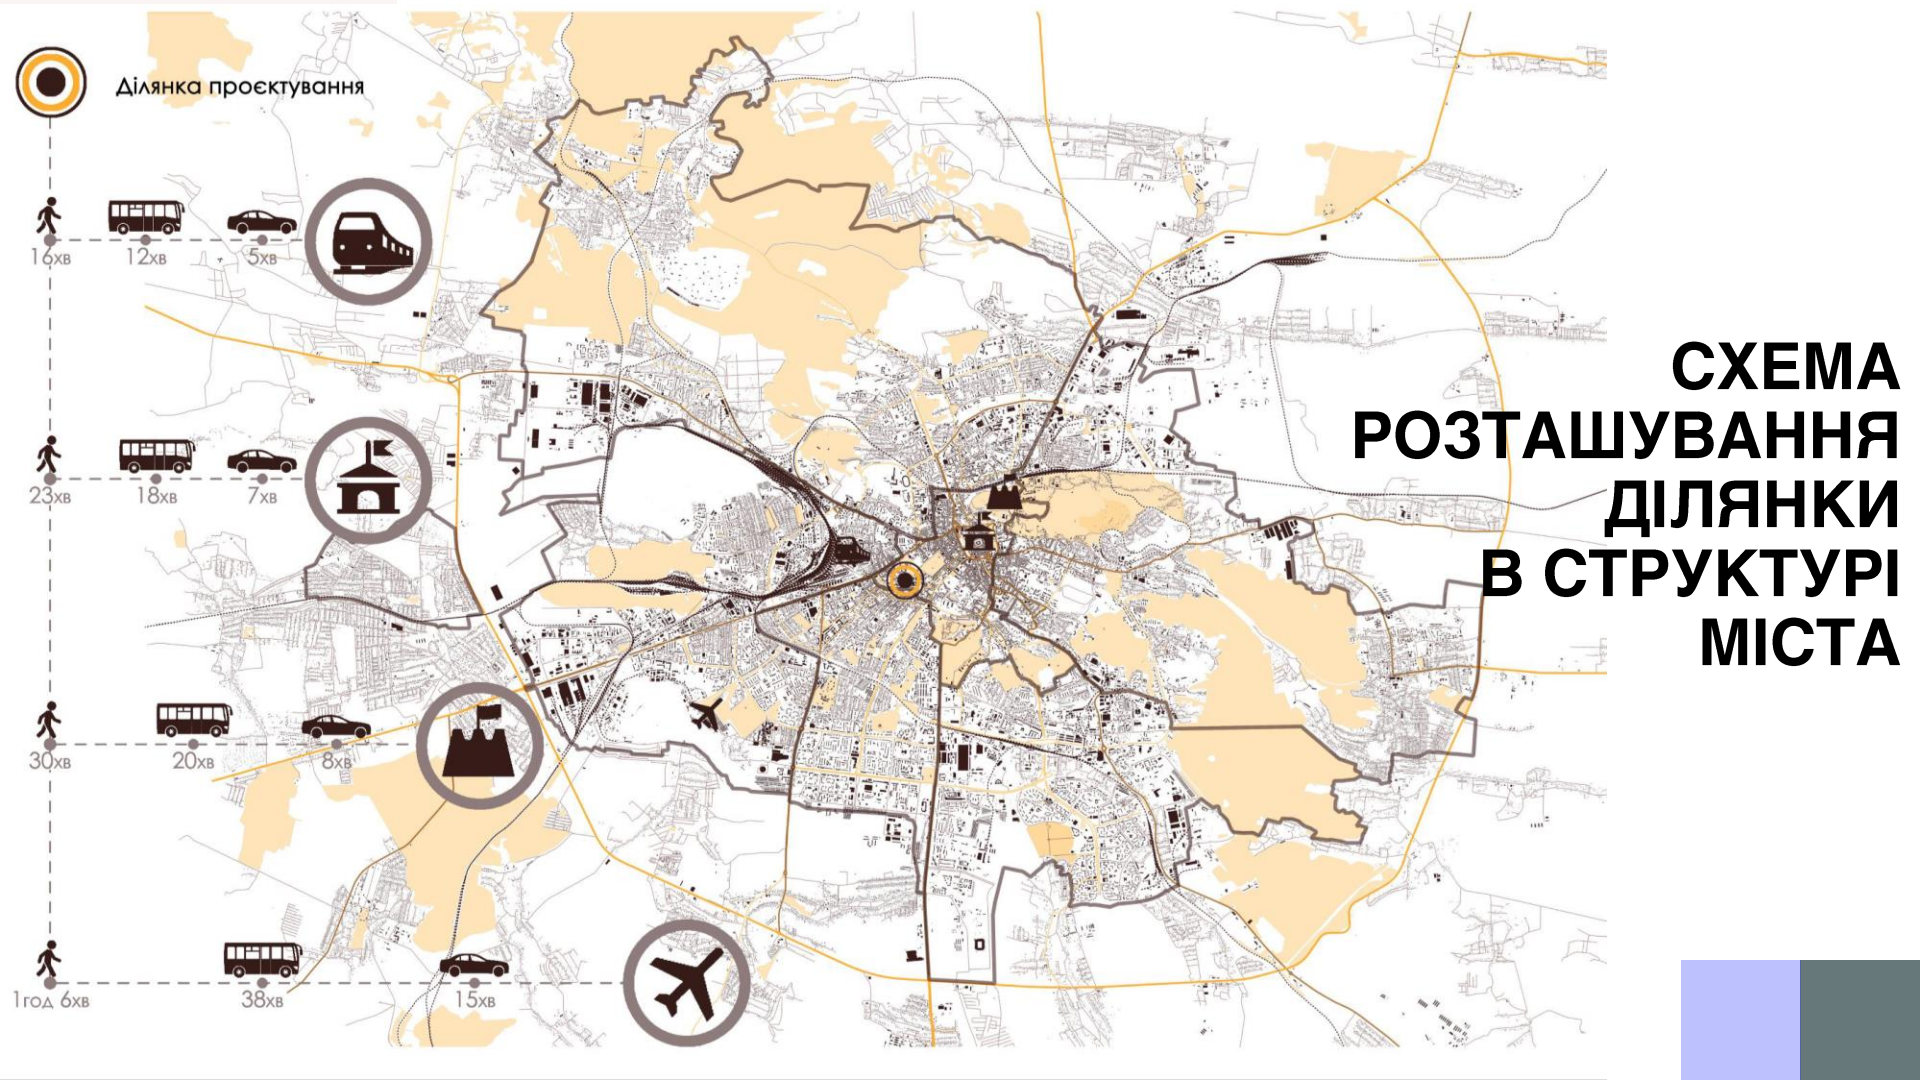 Ділянка проєктування
16хв 12хв 5хв
23хв 18хв 7хв
30хв 20хв 8хв
1год 6хв 38хв 15хв
СХЕМА
РОЗТАШУВАННЯ
ДІЛЯНКИ
В СТРУКТУРІ
МІСТА